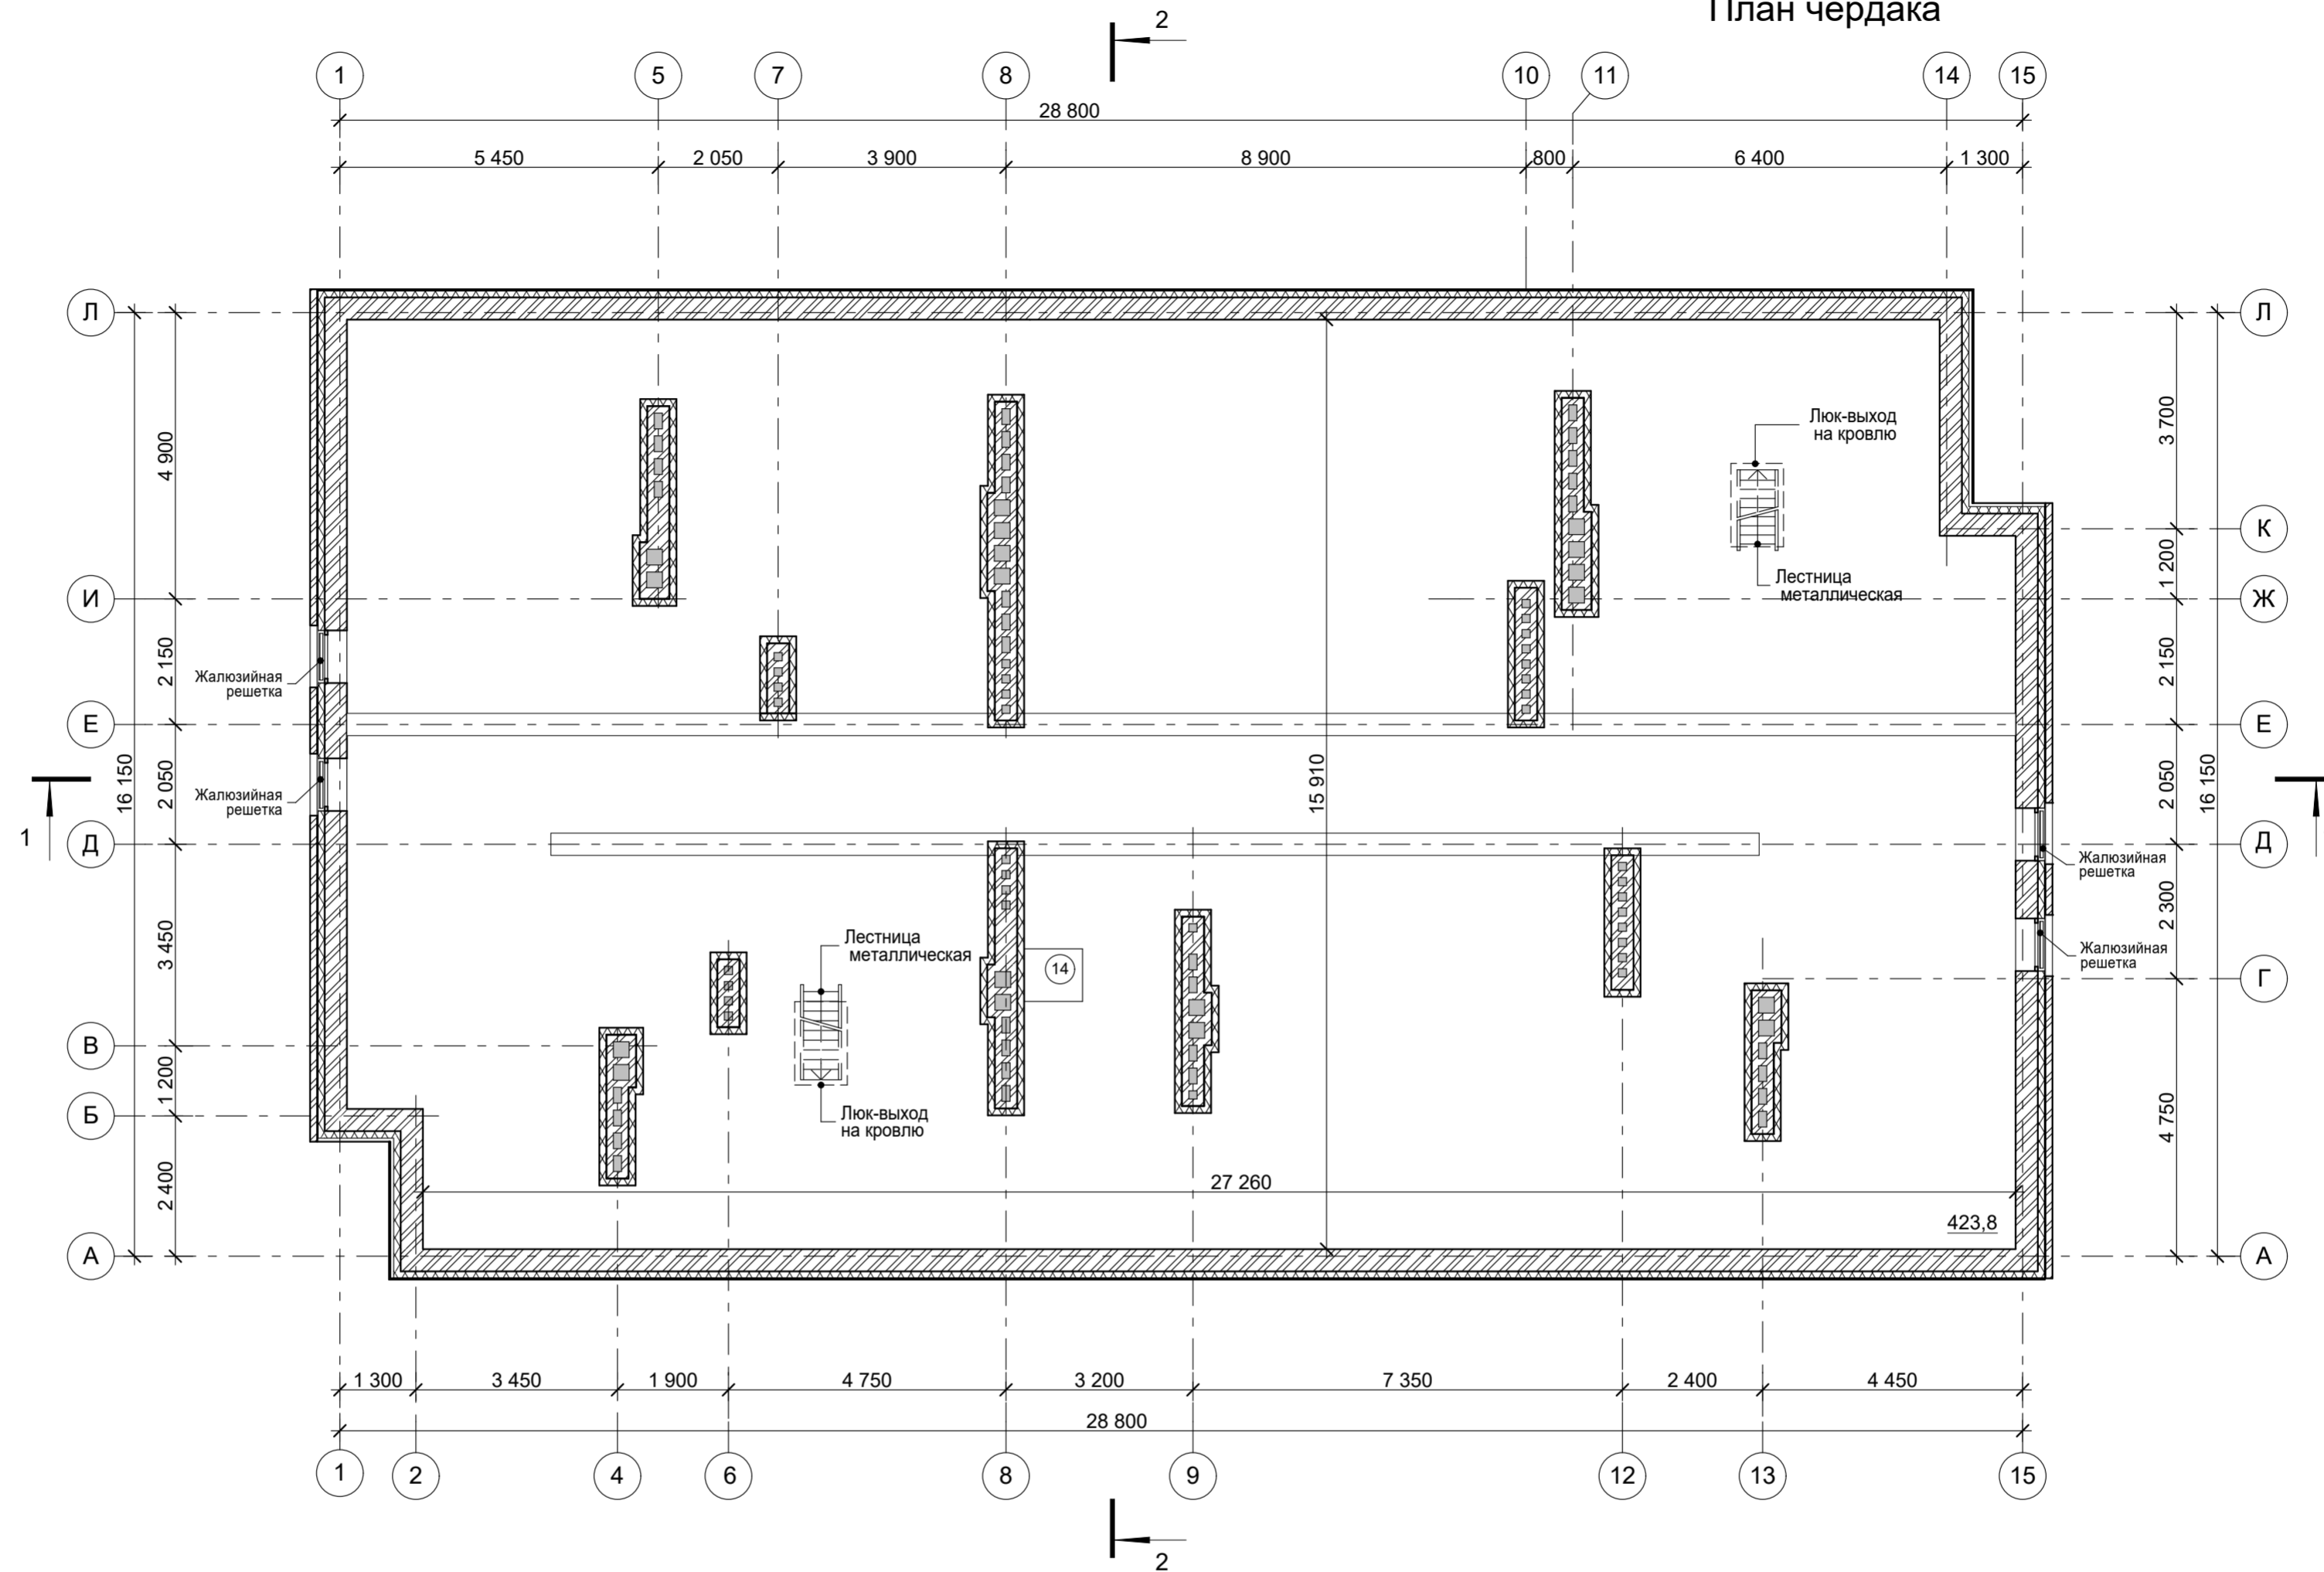 План чердака
2
1 5 7 8 10 11 14 15
28 800
5 450 2 050 3 900 8 900 800 6 400 1 300
Л
Л
4 900
3 700
Люк-выход
на кровлю
К
1 200
Лестница
металлическая
И
Ж
2 150
2 150
Жалюзийная
решетка
Е
Е
16 150
2 050
15 910
2 050
16 150
Жалюзийная
решетка
1
Д
Д
Жалюзийная
решетка
3 450
2 300
Лестница
металлическая
14
Жалюзийная
решетка
Г
В
1 200
Люк-выход
на кровлю
Б
4 750
2 400
27 260
423,8
А
А
1 300 3 450 1 900 4 750 3 200 7 350 2 400 4 450
28 800
1 2 4 6 8 9 12 13 15
2